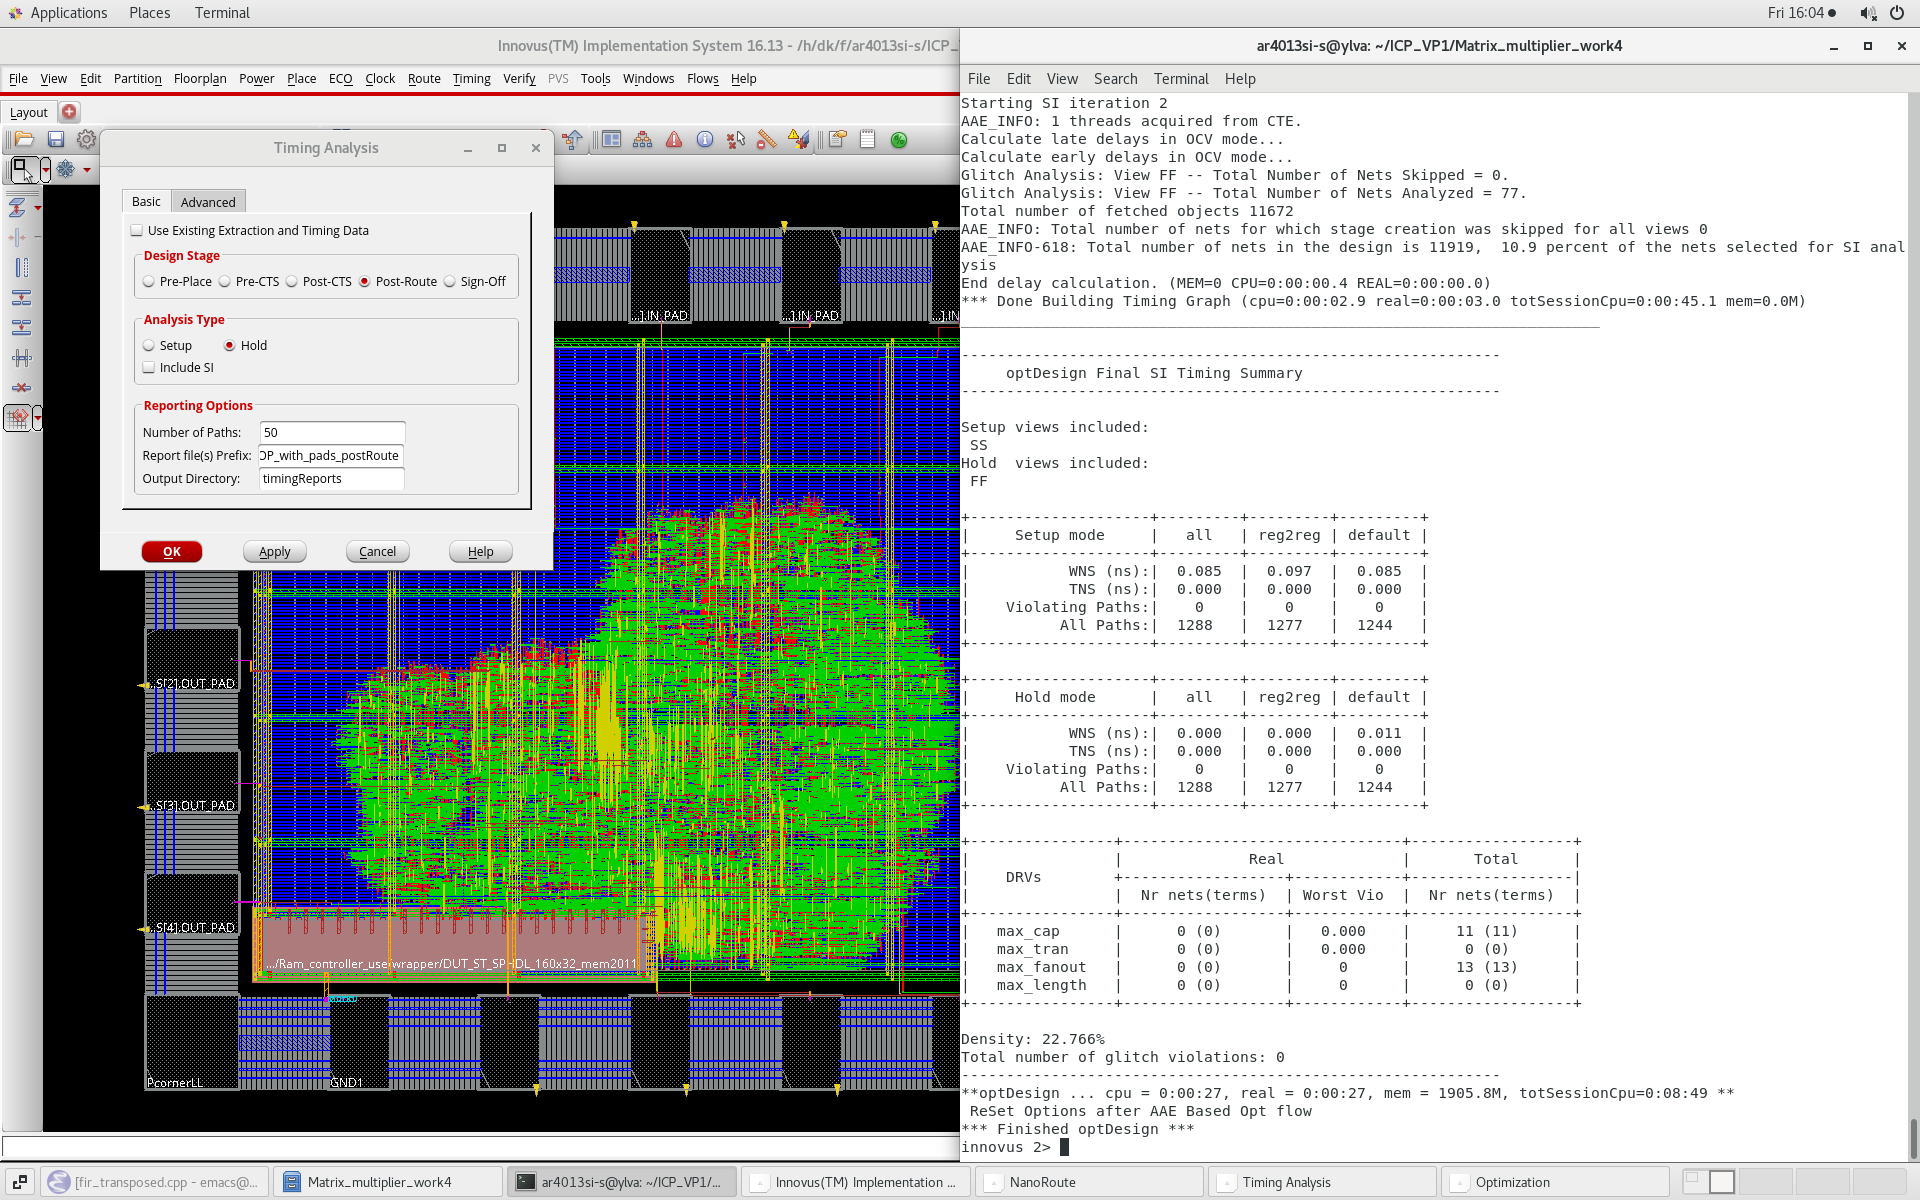 Applications Places Terminal Fri 16:04
Innovus(TM) Implementation System 16.13 - /h/dk/f/ar4013si-s/ICP_
File View Edit Partition Floorplan Power Place ECO Clock Route Timing Verify PVS Tools Windows Flows Help
Layout
Timing Analysis
Basic Advanced
Use Existing Extraction and Timing Data
Design Stage
Pre-Place Pre-CTS Post-CTS Post-Route Sign-Off
Analysis Type
Setup Hold
Include SI
Reporting Options
Number of Paths: 50
Report file(s) Prefix: OP_with_pads_postRoute
Output Directory: timingReports
OK Apply Cancel Help
...].IN_PAD ...].IN_PAD ...].IN
..S[2].OUT_PAD
..S[3].OUT_PAD
..S[4].OUT_PAD
PcornerLL GND1
ar4013si-s@ylva: ~/ICP_VP1/Matrix_multiplier_work4
File Edit View Search Terminal Help
Starting SI iteration 2
AAE_INFO: 1 threads acquired from CTE.
Calculate late delays in OCV mode...
Calculate early delays in OCV mode...
Glitch Analysis: View FF -- Total Number of Nets Skipped = 0.
Glitch Analysis: View FF -- Total Number of Nets Analyzed = 77.
Total number of fetched objects 11672
AAE_INFO: Total number of nets for which stage creation was skipped for all views 0
AAE_INFO-618: Total number of nets in the design is 11919,  10.9 percent of the nets selected for SI anal
ysis
End delay calculation. (MEM=0 CPU=0:00:00.4 REAL=0:00:00.0)
*** Done Building Timing Graph (cpu=0:00:02.9 real=0:00:03.0 totSessionCpu=0:00:45.1 mem=0.0M)
------------------------------------------------------------
     optDesign Final SI Timing Summary
------------------------------------------------------------
Setup views included:
 SS
Hold  views included:
 FF
+--------------------+---------+---------+---------+
|     Setup mode     |   all   | reg2reg | default |
+--------------------+---------+---------+---------+
|           WNS (ns):|  0.085  |  0.097  |  0.085  |
|           TNS (ns):|  0.000  |  0.000  |  0.000  |
|    Violating Paths:|    0    |    0    |    0    |
|          All Paths:|  1288   |  1277   |  1244   |
+--------------------+---------+---------+---------+
+--------------------+---------+---------+---------+
|     Hold mode      |   all   | reg2reg | default |
+--------------------+---------+---------+---------+
|           WNS (ns):|  0.000  |  0.000  |  0.011  |
|           TNS (ns):|  0.000  |  0.000  |  0.000  |
|    Violating Paths:|    0    |    0    |    0    |
|          All Paths:|  1288   |  1277   |  1244   |
+--------------------+---------+---------+---------+
+----------------+-------------------------------+------------------+
|                |              Real             |       Total      |
|    DRVs        +------------------+------------+------------------|
|                |  Nr nets(terms)  | Worst Vio  |  Nr nets(terms)  |
+----------------+------------------+------------+------------------+
|   max_cap      |      0 (0)       |   0.000    |     11 (11)      |
|   max_tran     |      0 (0)       |   0.000    |      0 (0)       |
|   max_fanout   |      0 (0)       |     0      |     13 (13)      |
|   max_length   |      0 (0)       |     0      |      0 (0)       |
+----------------+------------------+------------+------------------+
Density: 22.766%
Total number of glitch violations: 0
------------------------------------------------------------
**optDesign ... cpu = 0:00:27, real = 0:00:27, mem = 1905.8M, totSessionCpu=0:08:49 **
 ReSet Options after AAE Based Opt flow
*** Finished optDesign ***
innovus 2>
[fir_transposed.cpp - emacs@... Matrix_multiplier_work4 ar4013si-s@ylva: ~/ICP_VP1/... Innovus(TM) Implementation ... NanoRoute Timing Analysis Optimization